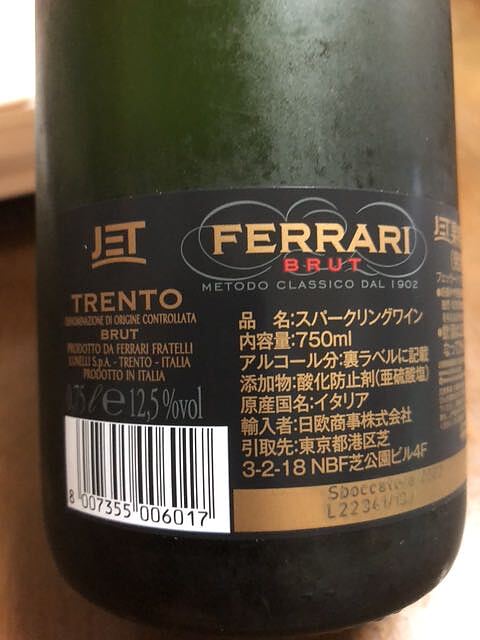 JET
TRENTO
DENOMINAZIONE DI ORIGINE CONTROLLATA
BRUT
PRODOTTO DA FERRARI FRATELLI
LUNELLI S.p.A. - TRENTO - ITALIA
PRODOTTO IN ITALIA
0,75 ℓ e 12,5%vol
8 007355 006017
FERRARI
BRUT
METODO CLASSICO DAL 1902
品 名:スパークリングワイン
内容量:750ml
アルコール分:裏ラベルに記載
添加物:酸化防止剤(亜硫酸塩)
原産国名:イタリア
輸入者:日欧商事株式会社
引取先:東京都港区芝
3-2-18 NBF芝公園ビル4F
JET